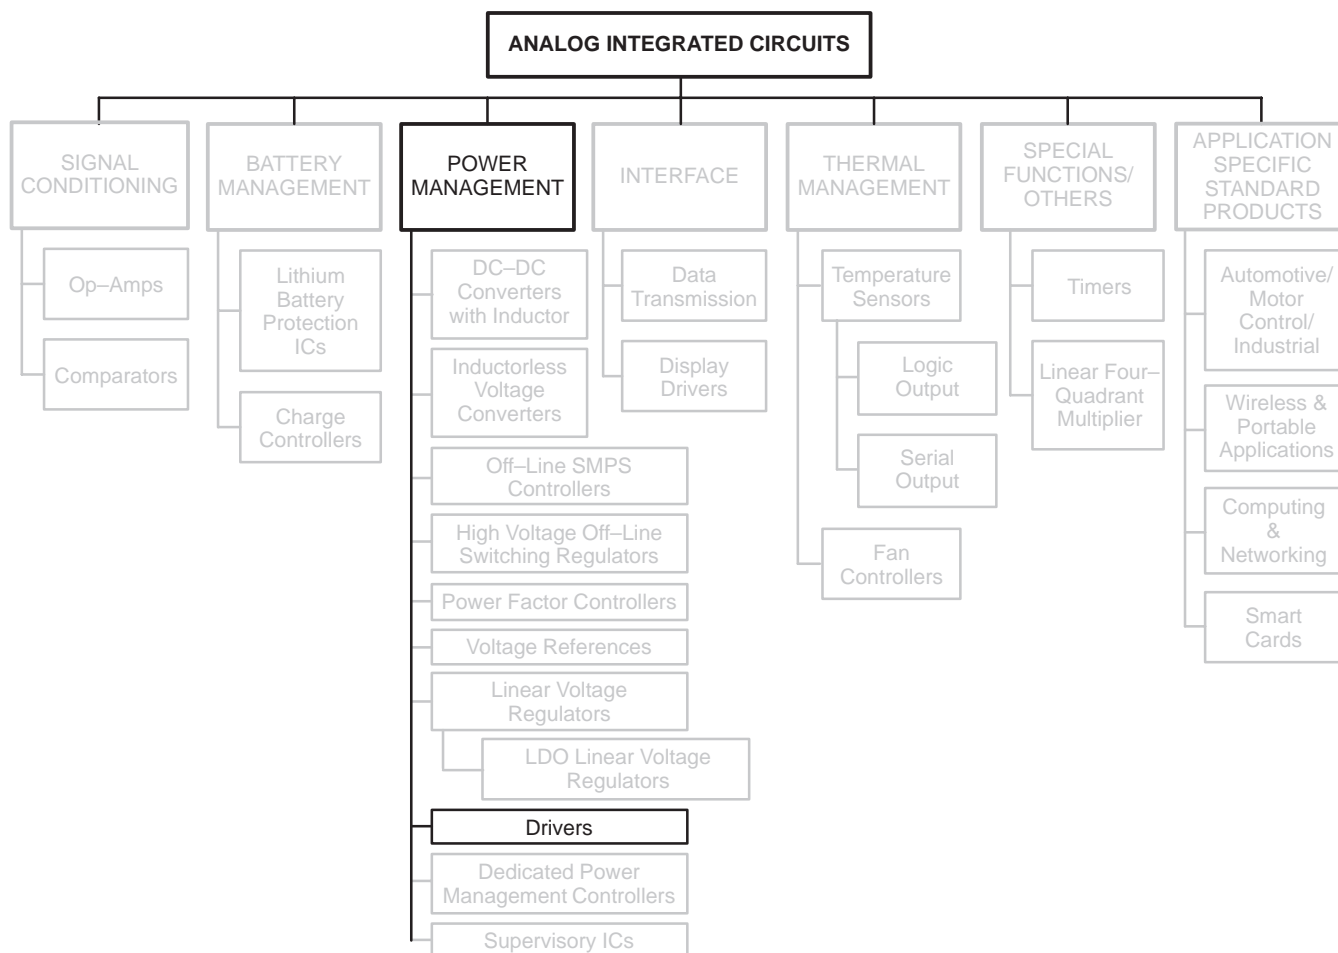 ANALOG INTEGRATED CIRCUITS
SIGNAL
CONDITIONING
BATTERY
MANAGEMENT
POWER
MANAGEMENT
INTERFACE
THERMAL
MANAGEMENT
SPECIAL
FUNCTIONS/
OTHERS
APPLICATION
SPECIFIC
STANDARD
PRODUCTS
Op–Amps
Comparators
Lithium
Battery
Protection
ICs
Charge
Controllers
DC–DC
Converters
with Inductor
Inductorless
Voltage
Converters
Off–Line SMPS
Controllers
High Voltage Off–Line
Switching Regulators
Power Factor Controllers
Voltage References
Linear Voltage
Regulators
LDO Linear Voltage
Regulators
Drivers
Dedicated Power
Management Controllers
Supervisory ICs
Data
Transmission
Display
Drivers
Temperature
Sensors
Logic
Output
Serial
Output
Fan
Controllers
Timers
Linear Four–
Quadrant
Multiplier
Automotive/
Motor
Control/
Industrial
Wireless &
Portable
Applications
Computing
&
Networking
Smart
Cards